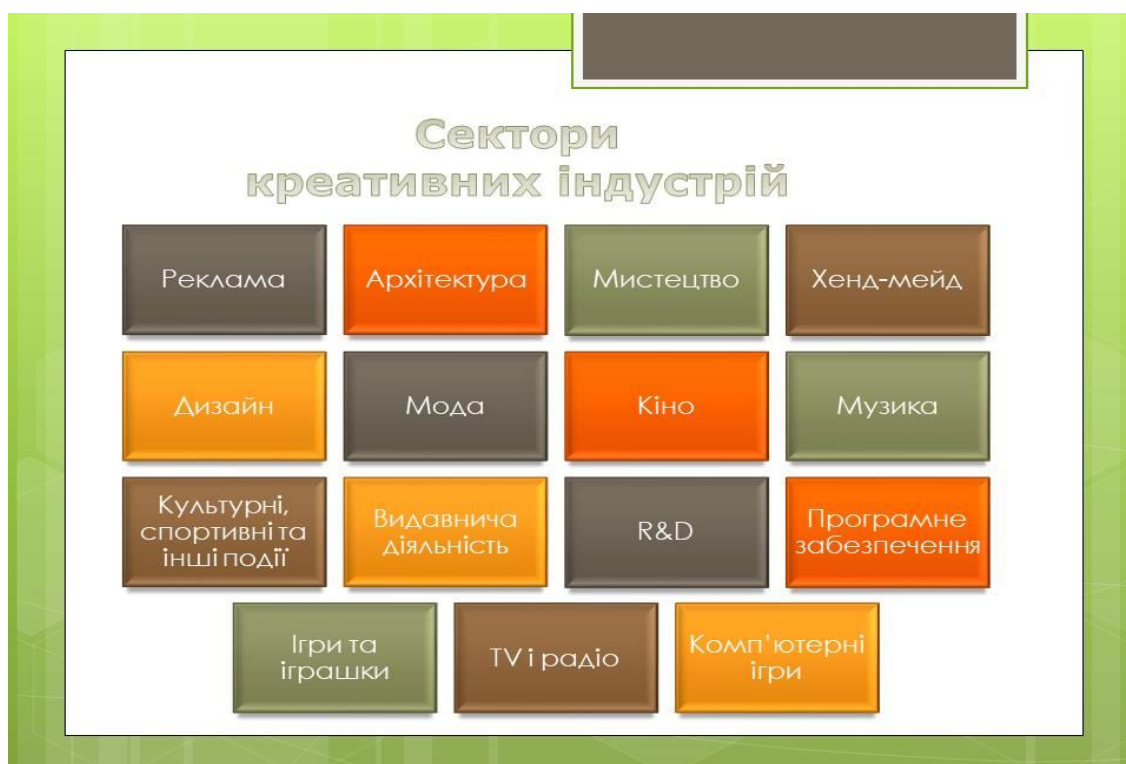 Сектори
креативних індустрій
Реклама
Архітектура
Мистецтво
Хенд-мейд
Дизайн
Мода
Кіно
Музика
Культурні,
спортивні та
інші події
Видавнича
діяльність
R&D
Програмне
забезпечення
Ігри та
іграшки
TV і радіо
Комп'ютерні
ігри